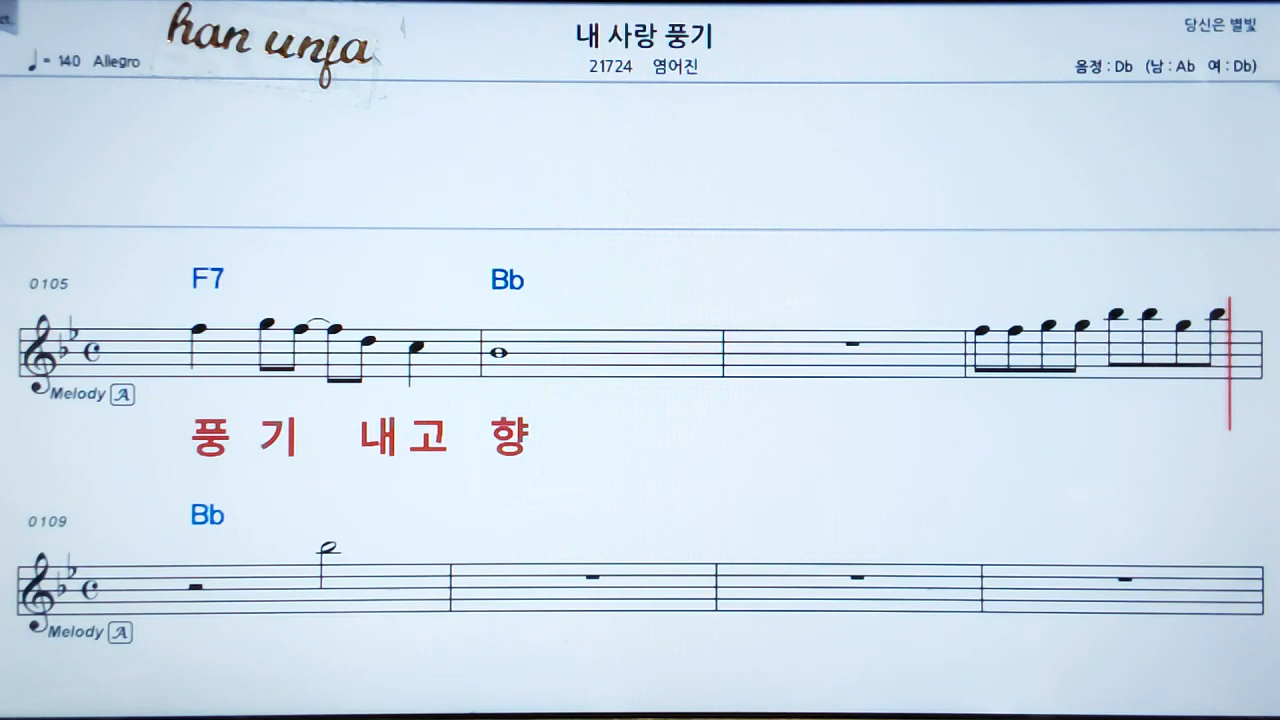 ct.
han unja
내 사랑 풍기
당신은 별빛
♩= 140 Allegro
21724 염어진
음정 : Db (남 : Ab 여 : Db)
0105
F7 Bb
Melody A
풍 기 내 고 향
0109
Bb
Melody A